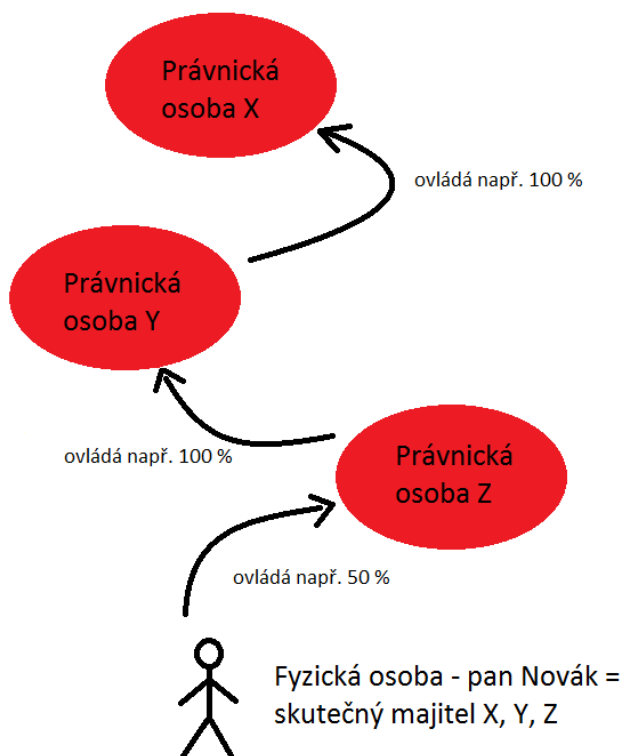 Právnická
osoba X
ovládá např. 100 %
Právnická
osoba Y
ovládá např. 100 %
Právnická
osoba Z
ovládá např. 50 %
Fyzická osoba - pan Novák =
skutečný majitel X, Y, Z